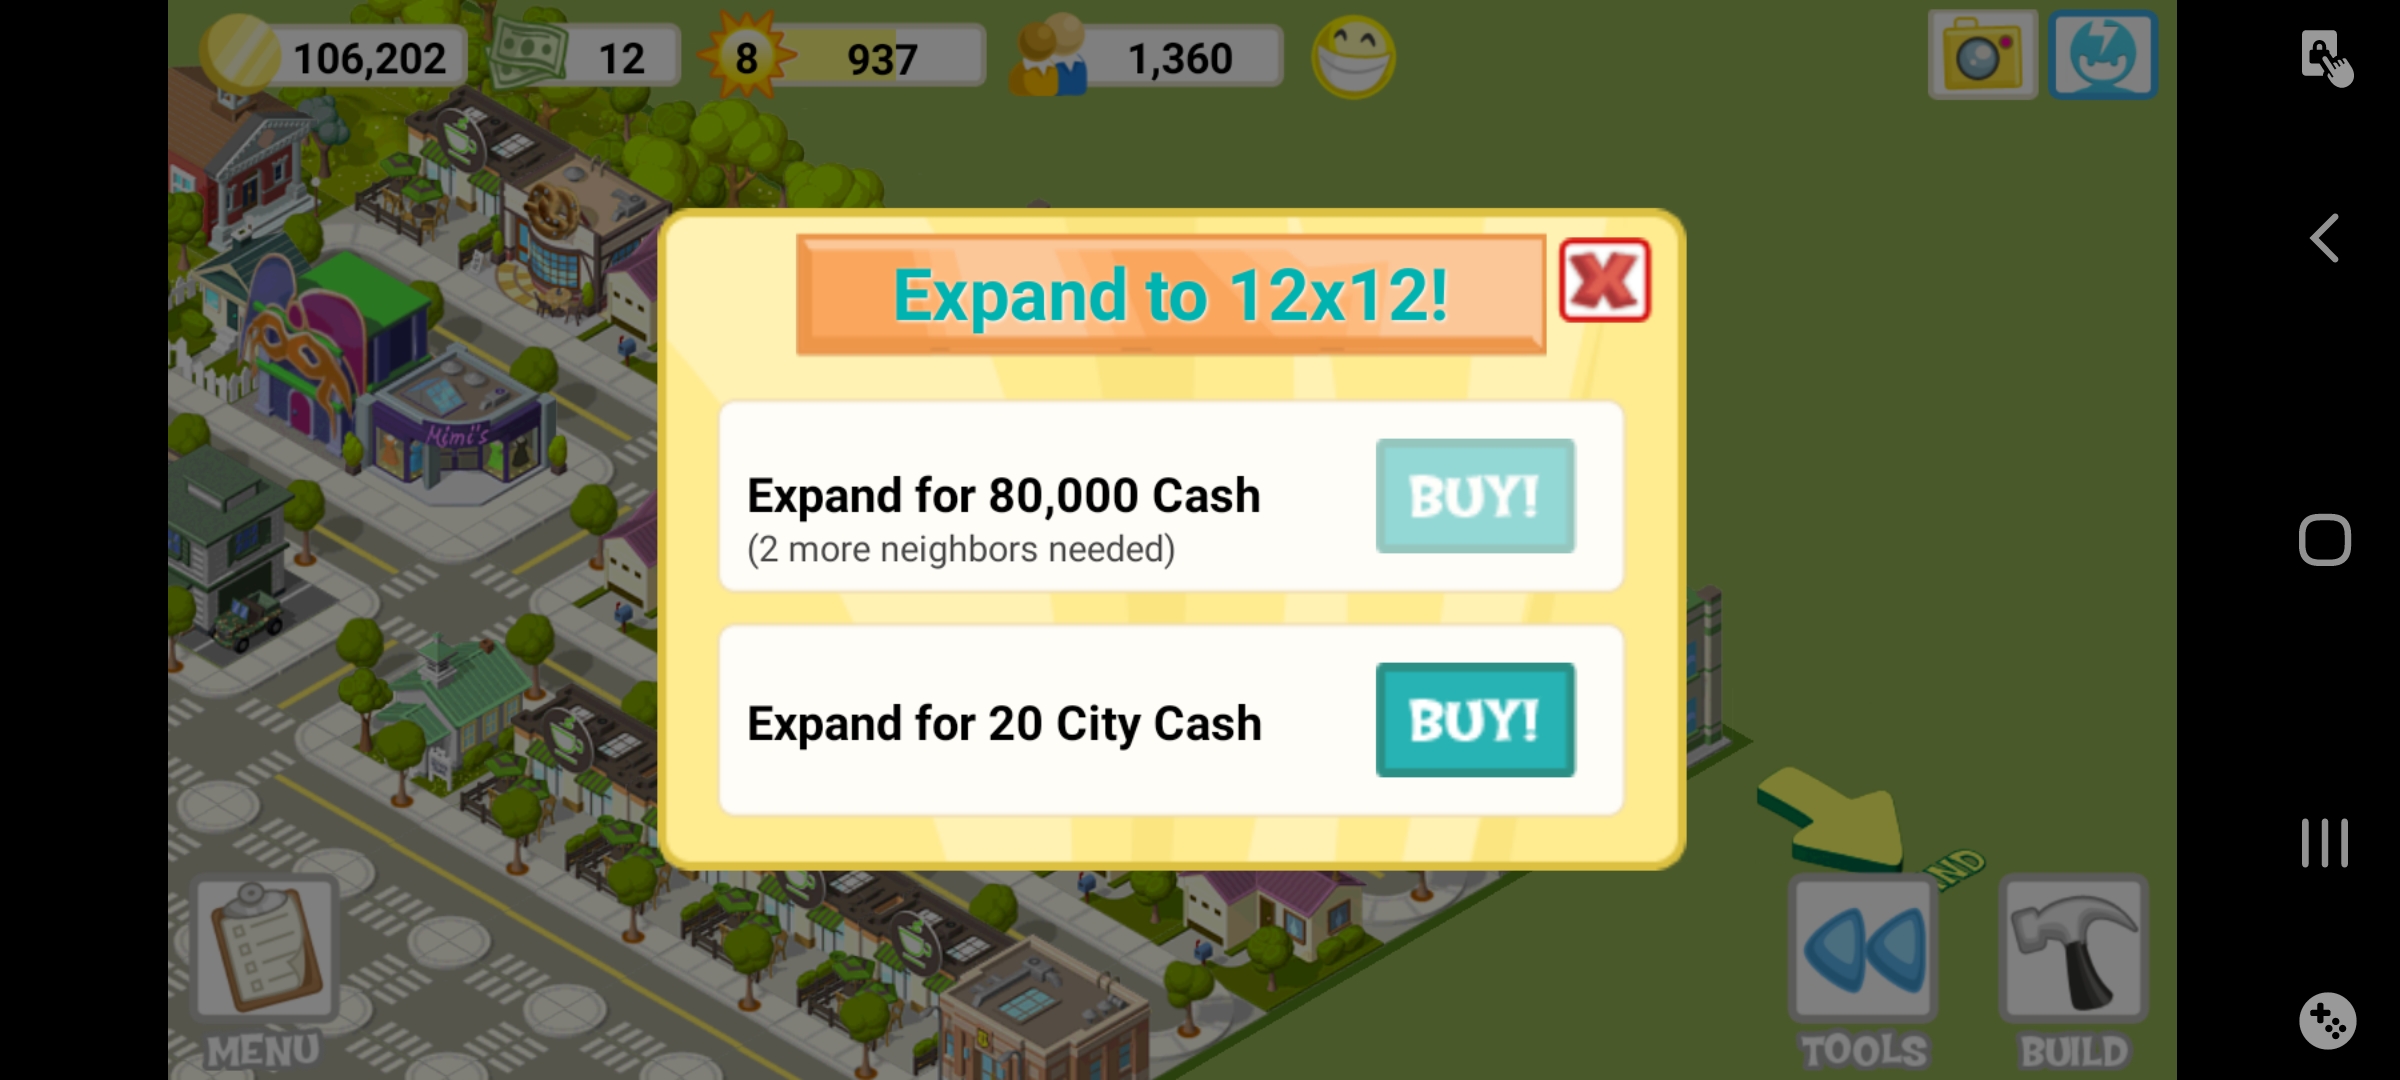 106,202
12
8
937
1,360
Expand to 12x12!
Expand for 80,000 Cash
(2 more neighbors needed)
BUY!
Expand for 20 City Cash
BUY!
Mimi's
MENU
TOOLS
BUILD